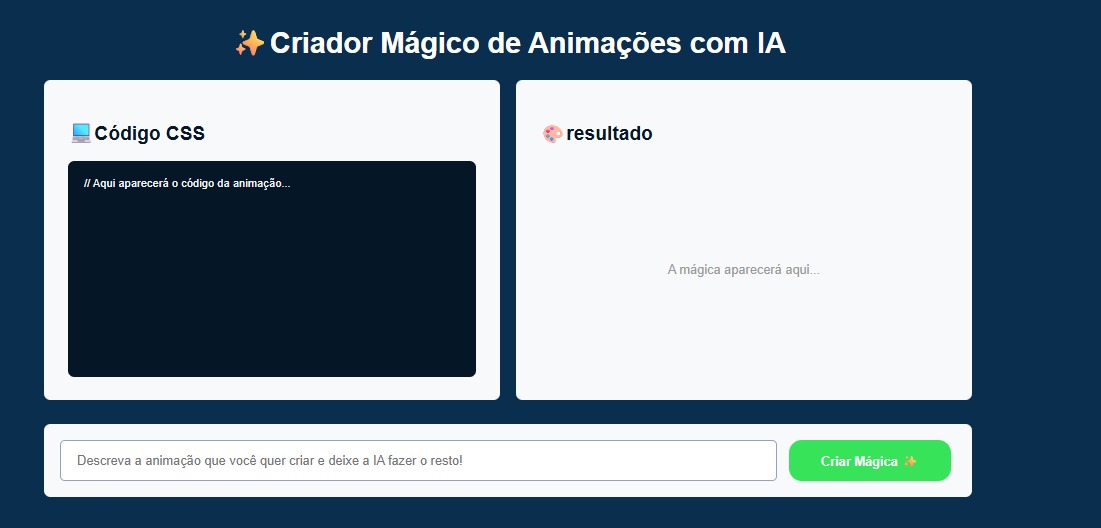 ✨Criador Mágico de Animações com IA
💻Código CSS
// Aqui aparecerá o código da animação...
🎨resultado
A mágica aparecerá aqui...
Descreva a animação que você quer criar e deixe a IA fazer o resto!
Criar Mágica ✨